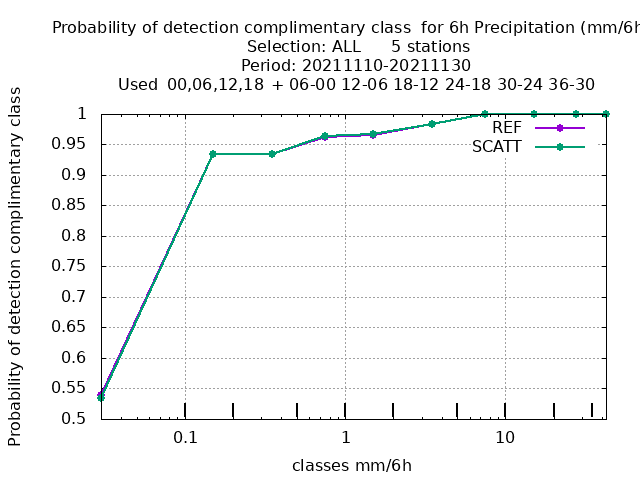 Probability of detection complimentary class  for 6h Precipitation (mm/6h
Selection: ALL      5 stations
Period: 20211110-20211130
Used  00,06,12,18  + 06-00 12-06 18-12 24-18 30-24 36-30
Probability of detection complimentary class
1
0.95
0.9
0.85
0.8
0.75
0.7
0.65
0.6
0.55
0.5
REF
SCATT
0.1
1
10
classes mm/6h